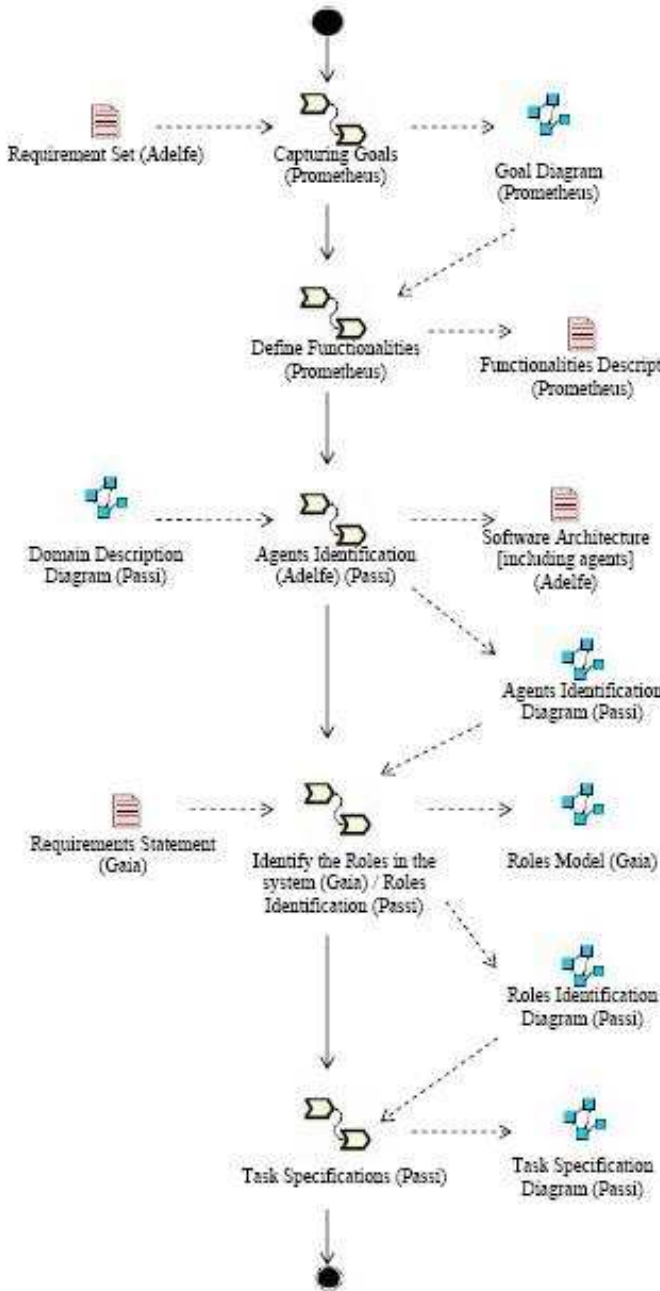 Requirement Set (Adelfe)
Capturing Goals
(Prometheus)
Goal Diagram
(Prometheus)
Define Functionalities
(Prometheus)
Functionalities Descript
(Prometheus)
Domain Description
Diagram (Passi)
Agents Identification
(Adelfe) (Passi)
Software Architecture
[including agents]
(Adelfe)
Agents Identification
Diagram (Passi)
Requirements Statement
(Gaia)
Identify the Roles in the
system (Gaia) / Roles
Identification (Passi)
Roles Model (Gaia)
Roles Identification
Diagram (Passi)
Task Specifications (Passi)
Task Specification
Diagram (Passi)